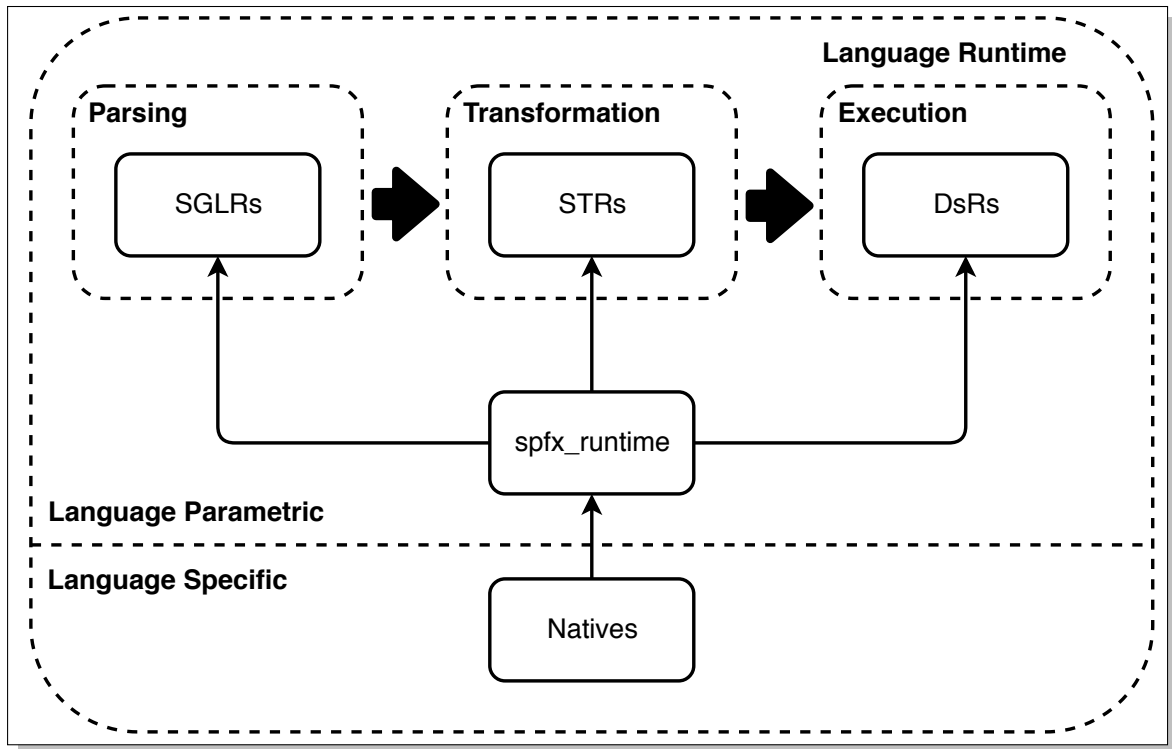 Language Runtime
Parsing
Transformation
Execution
SGLRs
STRs
DsRs
spfx_runtime
Language Parametric
Language Specific
Natives